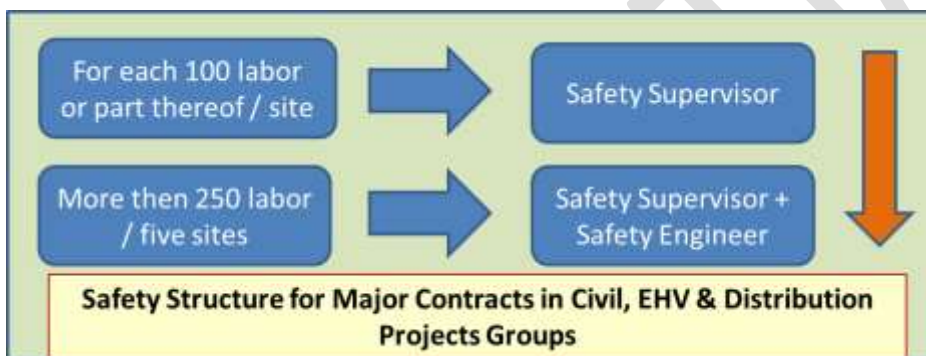 For each 100 labor
or part thereof / site
Safety Supervisor
More then 250 labor
/ five sites
Safety Supervisor +
Safety Engineer
Safety Structure for Major Contracts in Civil, EHV & Distribution
Projects Groups